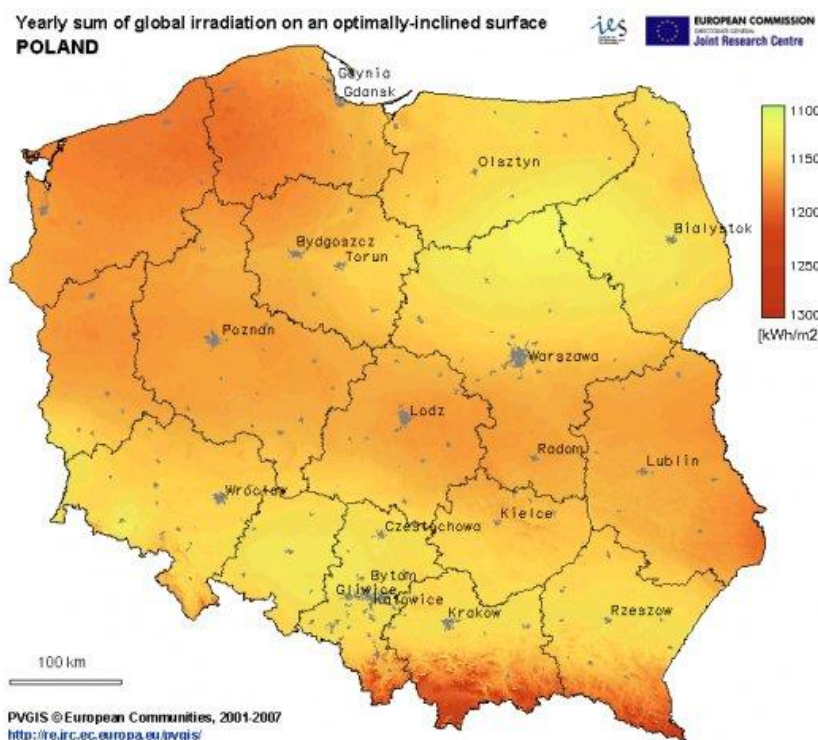 Yearly sum of global irradiation on an optimally-inclined surface
POLAND
ies
EUROPEAN COMMISSION
DIRECTORATE GENERAL
Joint Research Centre
Gdynia
Gdansk
Olsztyn
Bialystok
Bydgoszcz
Torun
Poznan
Warszawa
Lodz
Radom
Lublin
Wroclaw
Czestochowa
Kielce
Bytom
Gliwice
Katowice
Krakow
Rzeszow
1100
1150
1200
1250
1300
[kWh/m2
100 km
PVGIS © European Communities, 2001-2007
http://re.jrc.ec.europa.eu/pvgis/